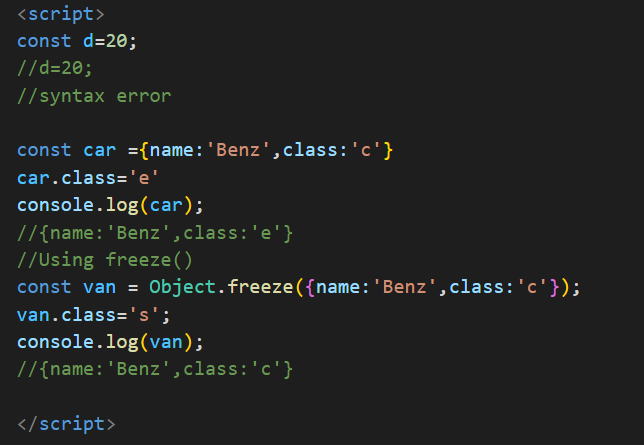 <script>
const d=20;
//d=20;
//syntax error
const car ={name:'Benz',class:'c'}
car.class='e'
console.log(car);
//{name:'Benz',class:'e'}
//Using freeze()
const van = Object.freeze({name:'Benz',class:'c'});
van.class='s';
console.log(van);
//{name:'Benz',class:'c'}
</script>